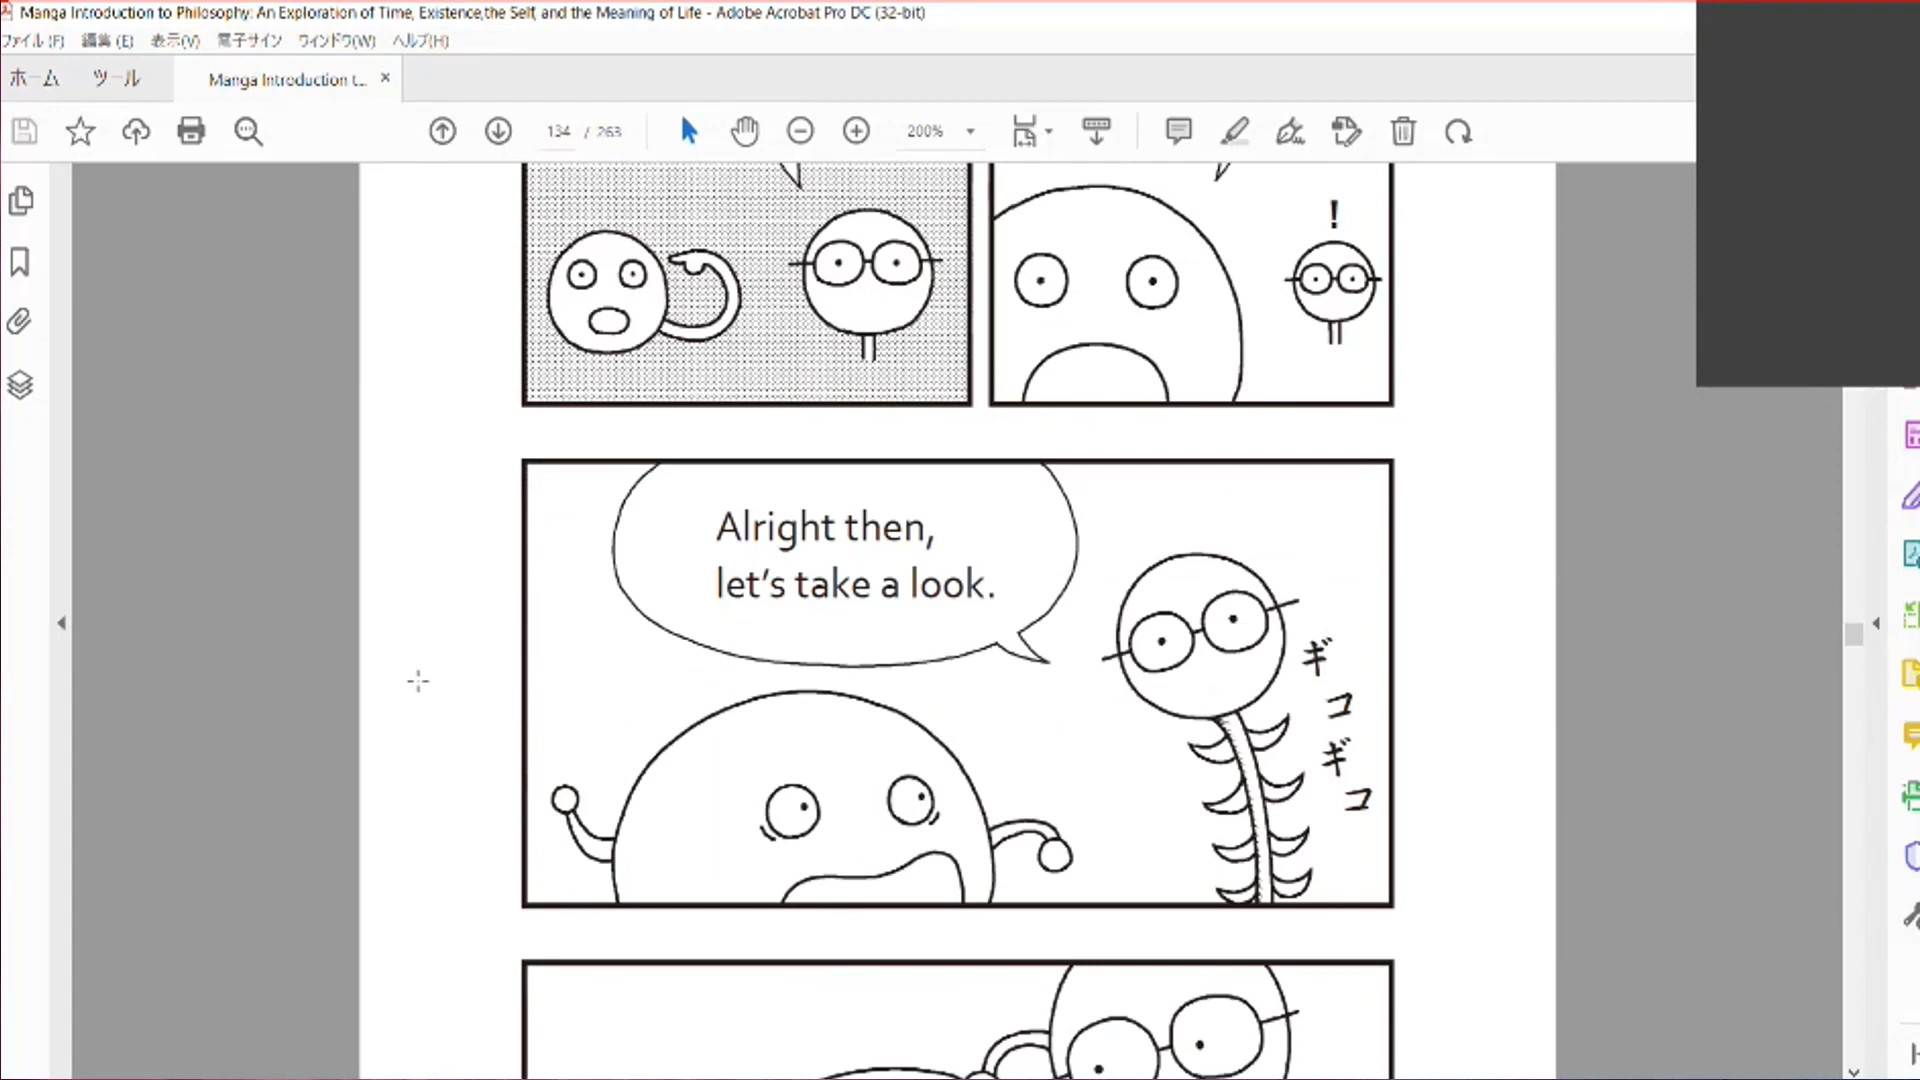 Manga Introduction to Philosophy: An Exploration of Time, Existence,the Self, and the Meaning of Life - Adobe Acrobat Pro DC (32-bit)
ファイル(F) 編集(E) 表示(V) 電子サイン ウィンドウ(W) ヘルプ(H)
ホーム ツール Manga Introduction t... ×
134 / 263 200%
!
Alright then,
let's take a look.
ギ
コ
ギ
コ